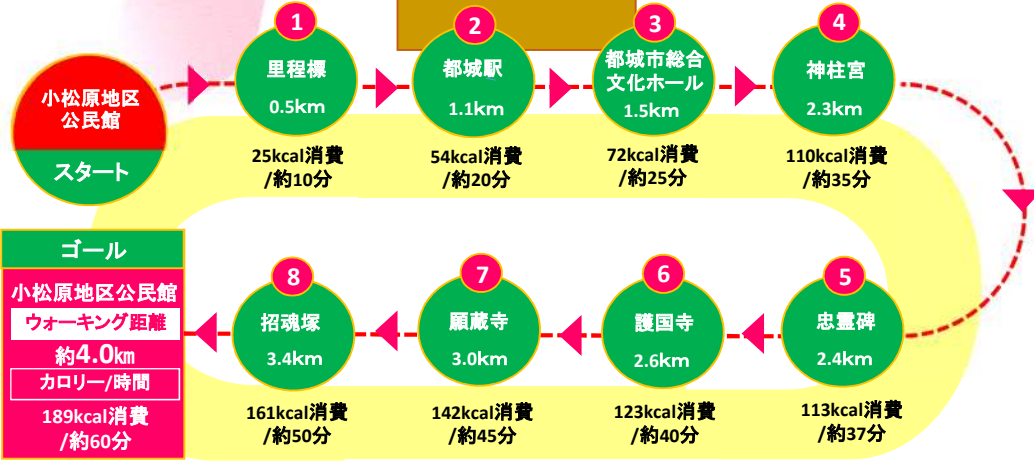 小松原地区
公民館
スタート
1
里程標
0.5km
25kcal消費
/約10分
2
都城駅
1.1km
54kcal消費
/約20分
3
都城市総合
文化ホール
1.5km
72kcal消費
/約25分
4
神柱宮
2.3km
110kcal消費
/約35分
5
忠霊碑
2.4km
113kcal消費
/約37分
6
護国寺
2.6km
123kcal消費
/約40分
7
願蔵寺
3.0km
142kcal消費
/約45分
8
招魂塚
3.4km
161kcal消費
/約50分
ゴール
小松原地区公民館
ウォーキング距離
約4.0㎞
カロリー/時間
189kcal消費
/約60分